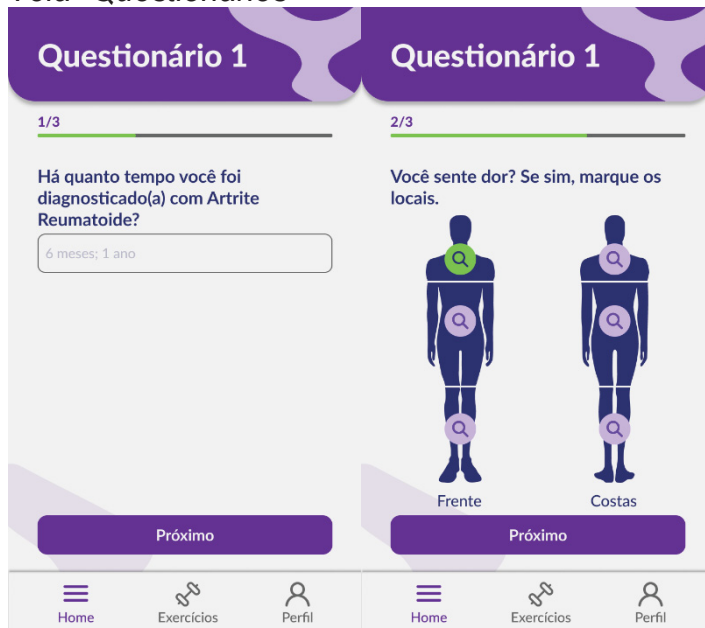 Tela - Questionários
Questionário 1
1/3
Há quanto tempo você foi
diagnosticado(a) com Artrite
Reumatoide?
6 meses; 1 ano
Próximo
Home
Exercícios
Perfil
Questionário 1
2/3
Você sente dor? Se sim, marque os
locais.
Frente
Costas
Próximo
Home
Exercícios
Perfil